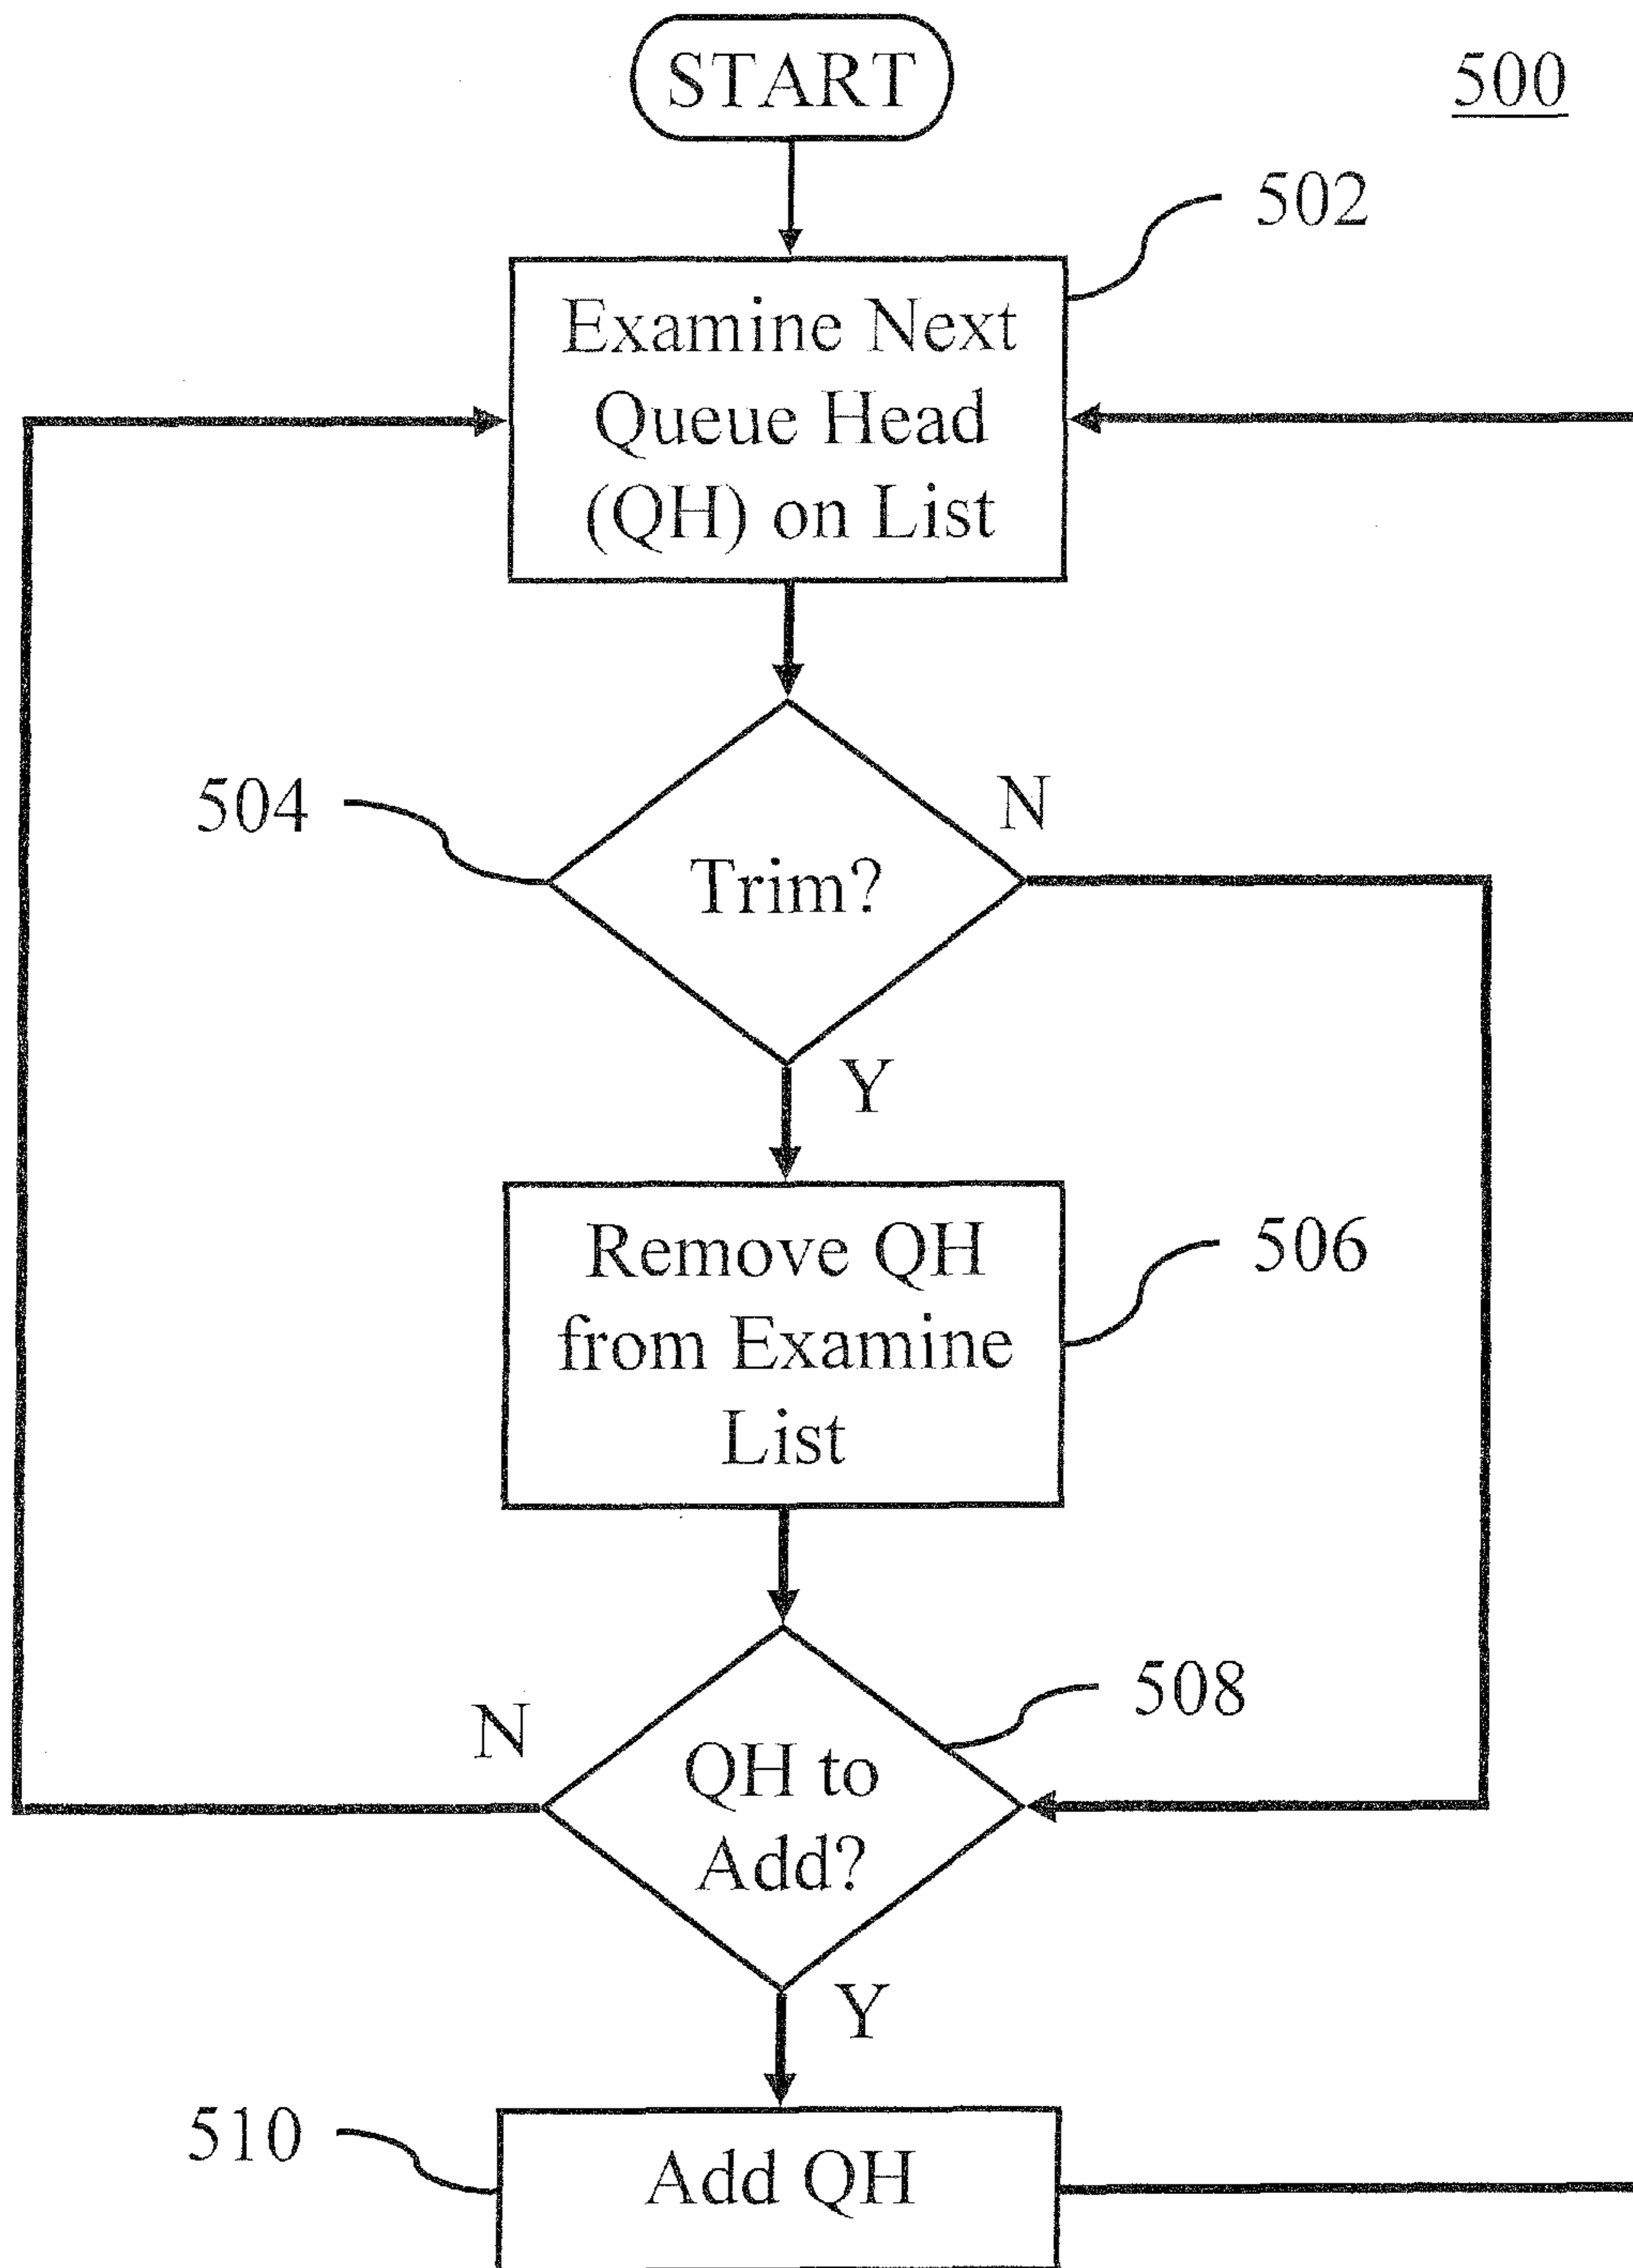 START
500
502
Examine Next
Queue Head
(QH) on List
504
N
Trim?
Y
Remove QH
from Examine
List
506
508
N
QH to
Add?
Y
510
Add QH